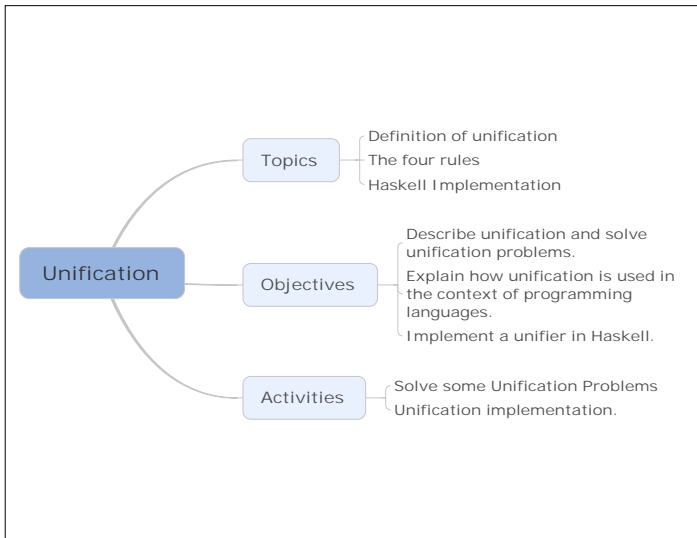 Unification
Topics
Definition of unification
The four rules
Haskell Implementation
Objectives
Describe unification and solve
unification problems.
Explain how unification is used in
the context of programming
languages.
Implement a unifier in Haskell.
Activities
Solve some Unification Problems
Unification implementation.